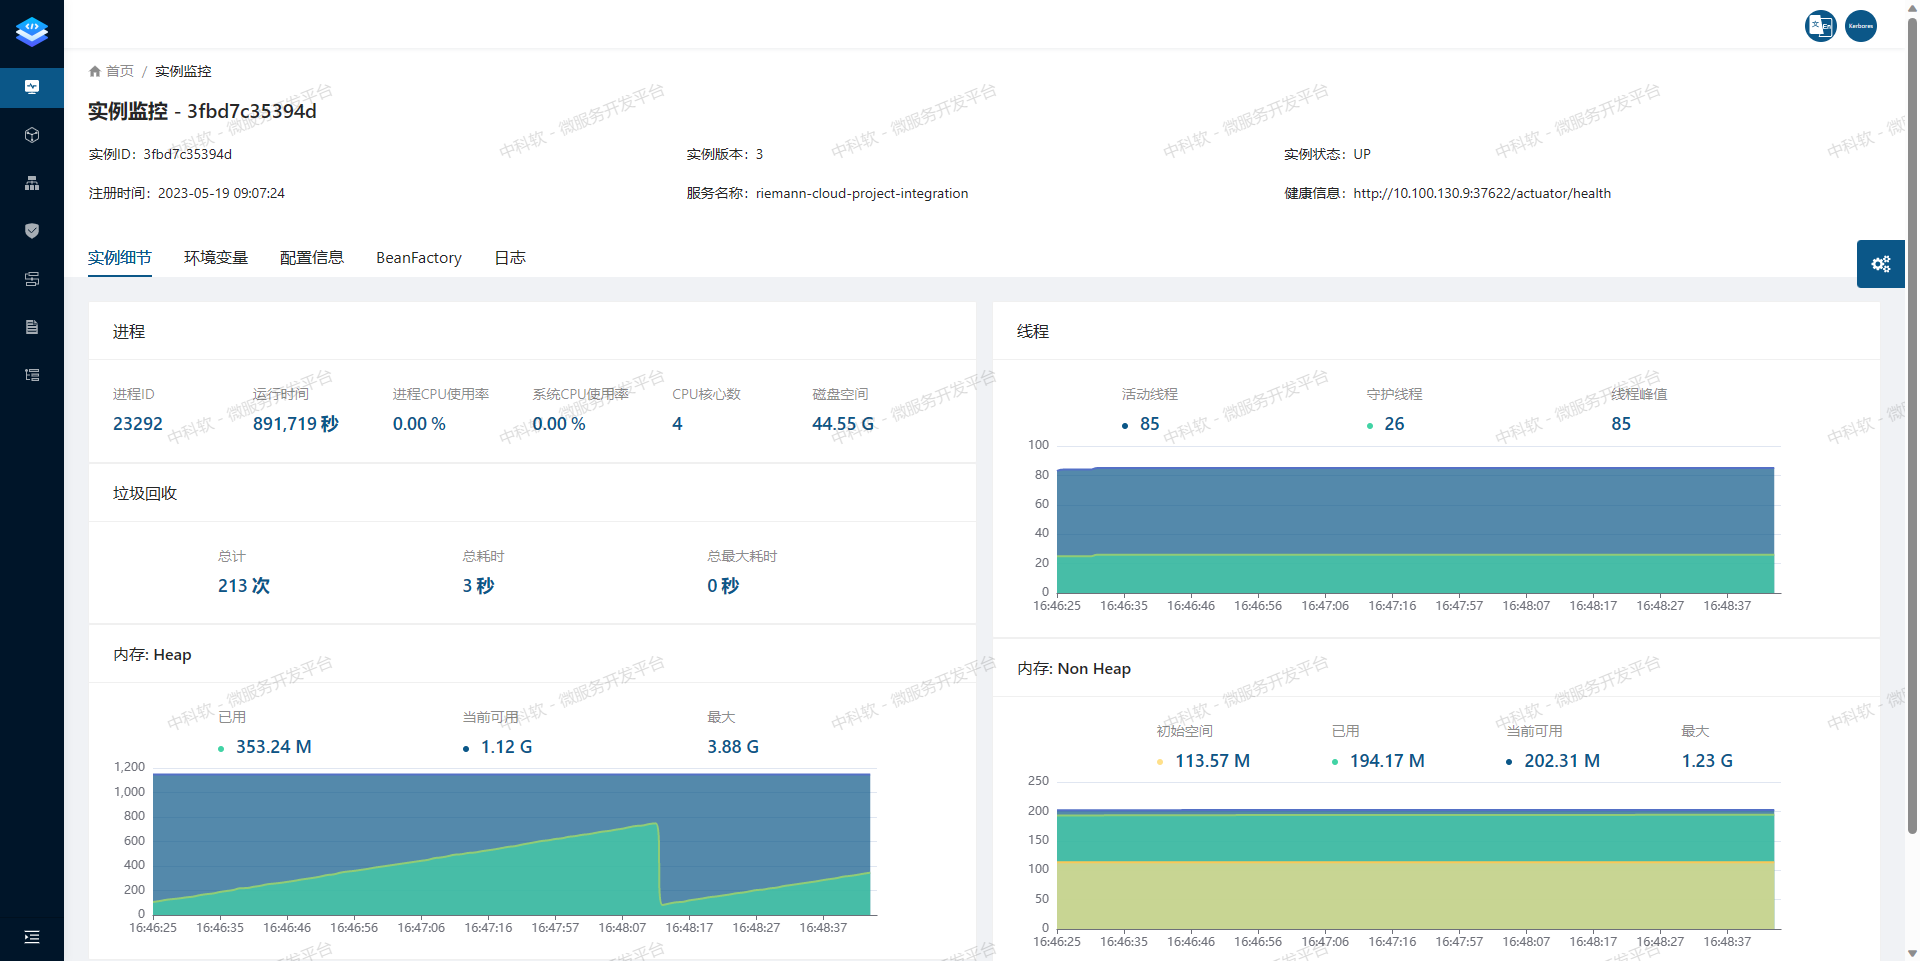 文 En
Kerbores
首页 / 实例监控
实例监控 - 3fbd7c35394d
实例ID: 3fbd7c35394d
实例版本: 3
实例状态: UP
注册时间: 2023-05-19 09:07:24
服务名称: riemann-cloud-project-integration
健康信息: http://10.100.130.9:37622/actuator/health
实例细节 环境变量 配置信息 BeanFactory 日志
进程
进程ID 运行时间 进程CPU使用率 系统CPU使用率 CPU核心数 磁盘空间
23292 891,719 秒 0.00 % 0.00 % 4 44.55 G
垃圾回收
总计 总耗时 总最大耗时
213 次 3 秒 0 秒
内存: Heap
已用 当前可用 最大
353.24 M 1.12 G 3.88 G
1,200
1,000
800
600
400
200
0
16:46:25 16:46:35 16:46:46 16:46:56 16:47:06 16:47:16 16:47:57 16:48:07 16:48:17 16:48:27 16:48:37
线程
活动线程 守护线程 线程峰值
85 26 85
100
80
60
40
20
0
16:46:25 16:46:35 16:46:46 16:46:56 16:47:06 16:47:16 16:47:57 16:48:07 16:48:17 16:48:27 16:48:37
内存: Non Heap
初始空间 已用 当前可用 最大
113.57 M 194.17 M 202.31 M 1.23 G
250
200
150
100
50
0
16:46:25 16:46:35 16:46:46 16:46:56 16:47:06 16:47:16 16:47:57 16:48:07 16:48:17 16:48:27 16:48:37
中科软 - 微服务开发平台